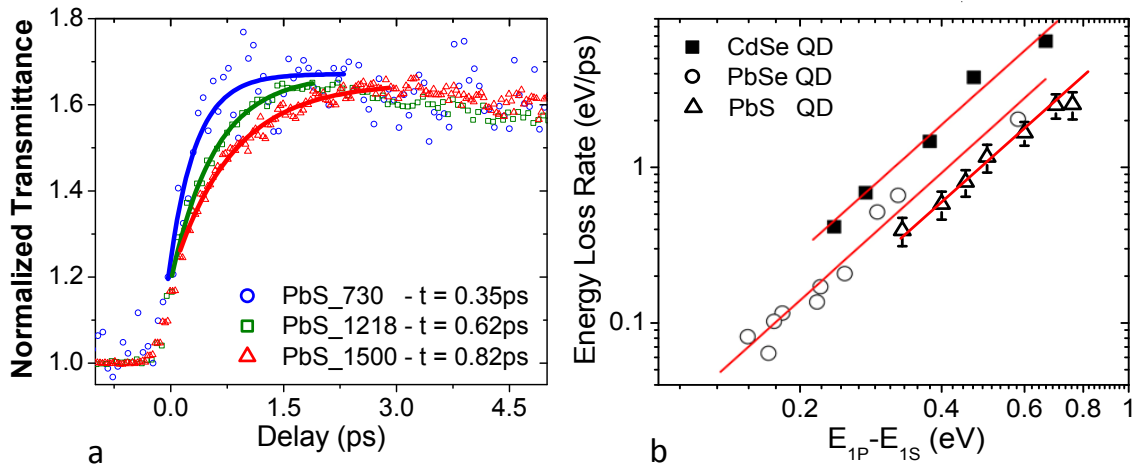 Normalized Transmittance
1.8
1.6
1.4
1.2
1.0
PbS_730 - t = 0.35ps
PbS_1218 - t = 0.62ps
PbS_1500 - t = 0.82ps
0.0 1.5 3.0 4.5
Delay (ps)
a
Energy Loss Rate (eV/ps)
1
0.1
CdSe QD
PbSe QD
PbS QD
0.2 0.4 0.6 0.8 1
E1P-E1S (eV)
b